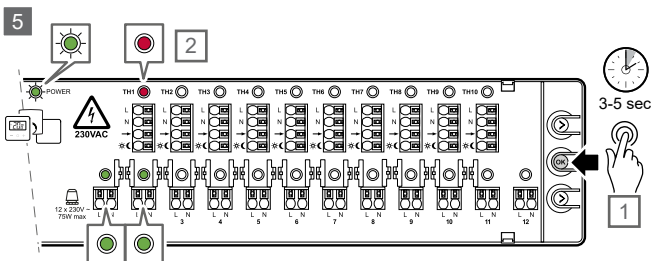 5
2
POWER
TH1 TH2 TH3 TH4 TH5 TH6 TH7 TH8 TH9 TH10
3-5 sec
L
N
230VAC
OK
12 x 230V ~
75W max
L N L N L N L N L N L N L N L N L N L N L N L N
3 4 5 6 7 8 9 10 11 12
1